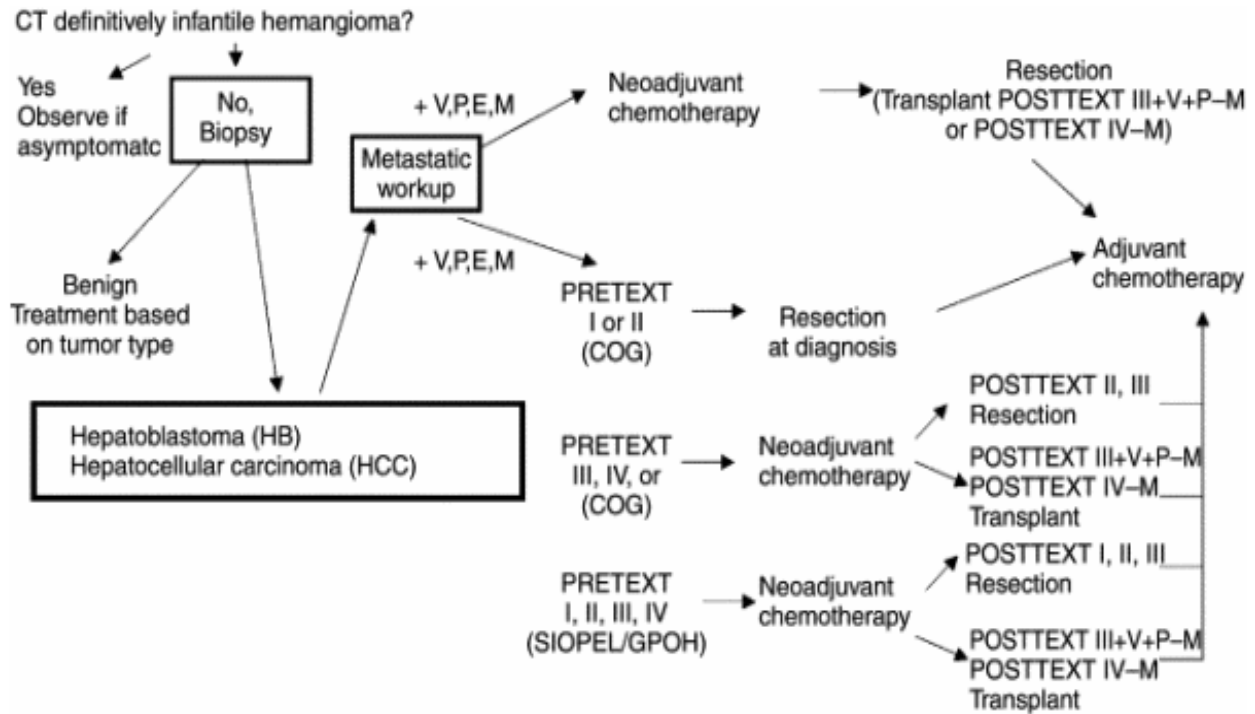 CT definitively infantile hemangioma?
Yes
Observe if
asymptomatc
No,
Biopsy
Benign
Treatment based
on tumor type
Hepatoblastoma (HB)
Hepatocellular carcinoma (HCC)
Metastatic
workup
+ V,P,E,M
Neoadjuvant
chemotherapy
Resection
(Transplant POSTTEXT III+V+P–M
or POSTTEXT IV–M)
+ V,P,E,M
PRETEXT
I or II
(COG)
Resection
at diagnosis
Adjuvant
chemotherapy
PRETEXT
III, IV, or
(COG)
Neoadjuvant
chemotherapy
POSTTEXT II, III
Resection
POSTTEXT III+V+P–M
POSTTEXT IV–M
Transplant
PRETEXT
I, II, III, IV
(SIOPEL/GPOH)
Neoadjuvant
chemotherapy
POSTTEXT I, II, III
Resection
POSTTEXT III+V+P–M
POSTTEXT IV–M
Transplant